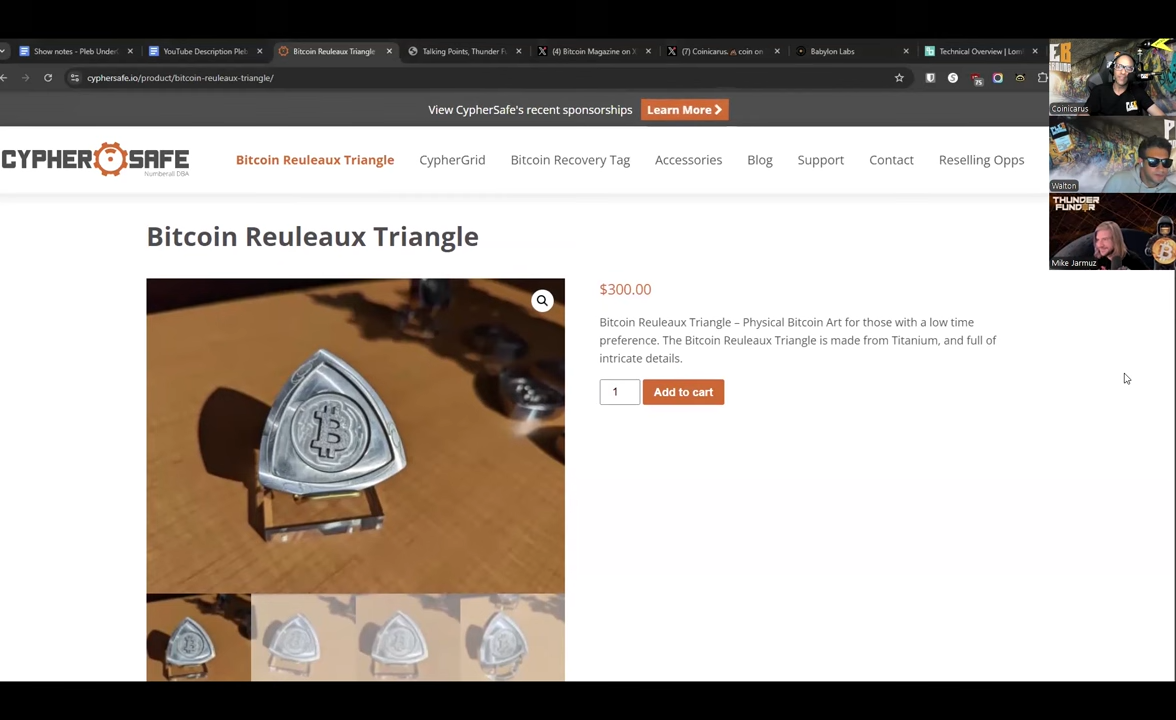 Show notes - Pleb Under
YouTube Description Pleb
Bitcoin Reuleaux Triangle
Talking Points, Thunder F
(4) Bitcoin Magazine on X
(7) Coinicarus. on
Babylon Labs
Technical Overview | Lom
cyphersafe.io/product/bitcoin-reuleaux-triangle/
75
View CypherSafe's recent sponsorships
Learn More
Coinicarus
CYPHER SAFE
Numberall DBA
Bitcoin Reuleaux Triangle
CypherGrid
Bitcoin Recovery Tag
Accessories
Blog
Support
Contact
Reselling Opps
Walton
THUNDER
FUNDER
Mike Jarmuz
Bitcoin Reuleaux Triangle
$300.00
Bitcoin Reuleaux Triangle – Physical Bitcoin Art for those with a low time
preference. The Bitcoin Reuleaux Triangle is made from Titanium, and full of
intricate details.
1
Add to cart